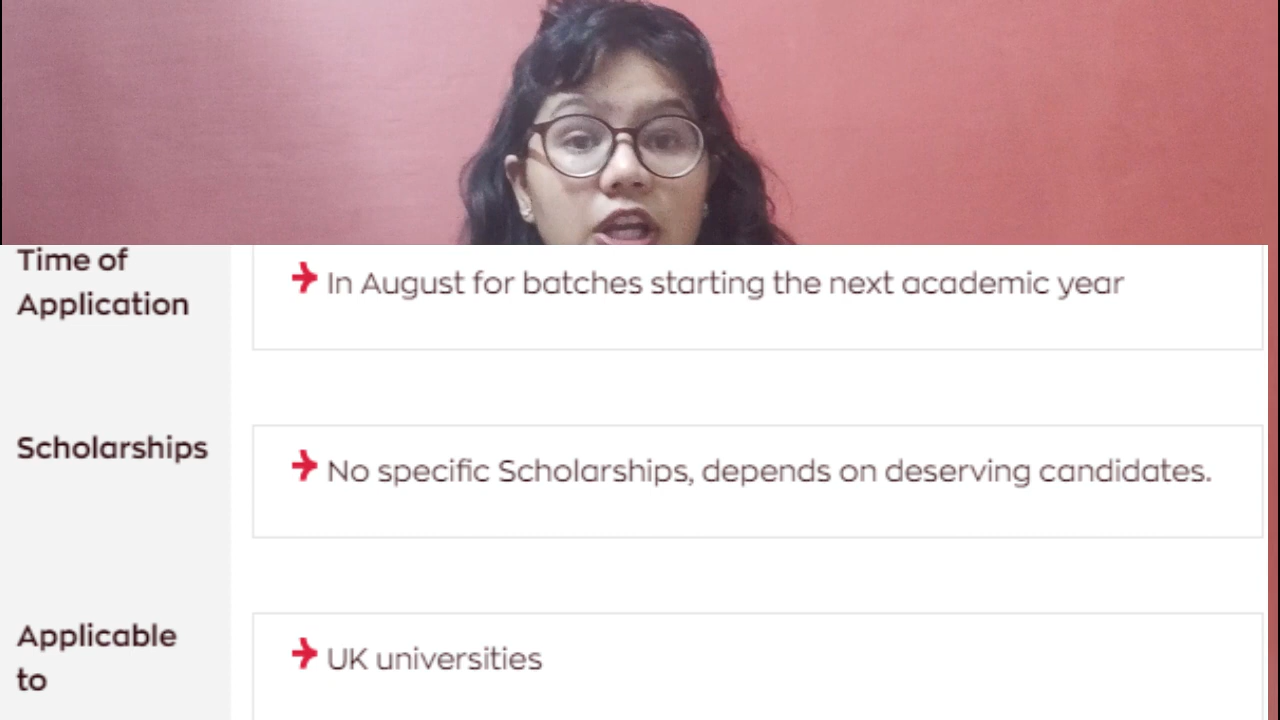 Time of
Application
In August for batches starting the next academic year
Scholarships
No specific Scholarships, depends on deserving candidates.
Applicable
to
UK universities